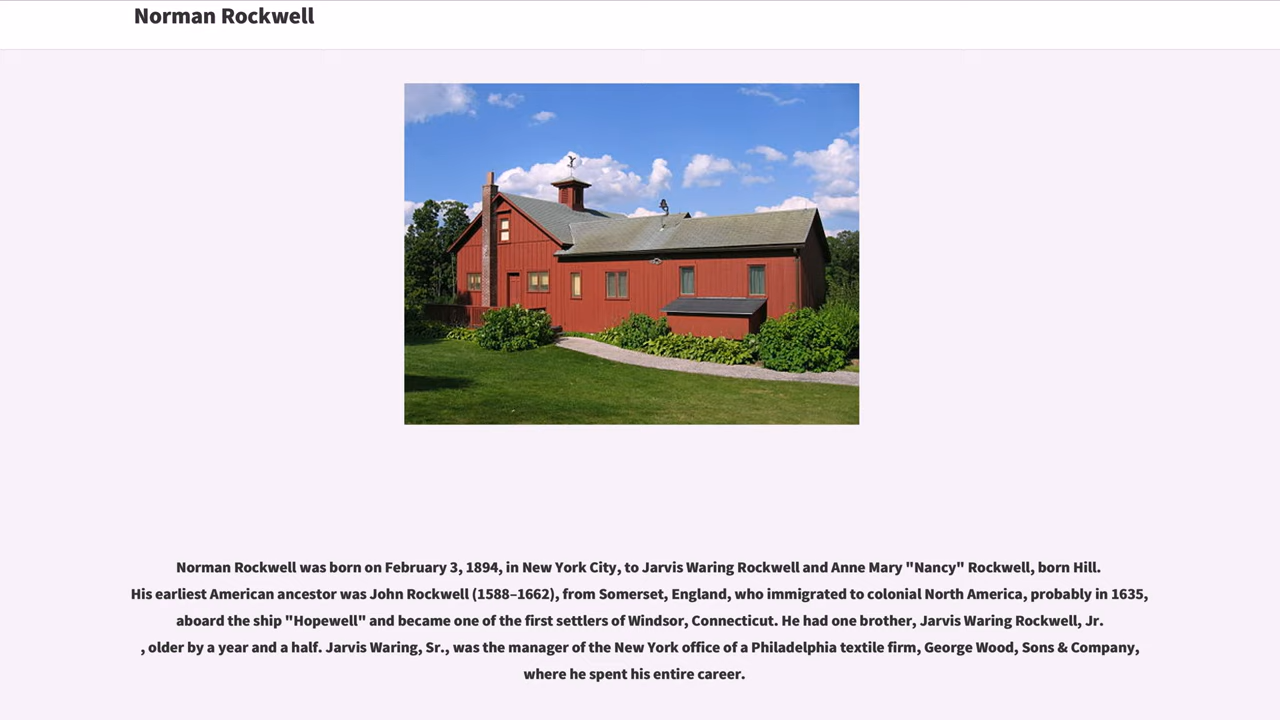 Norman Rockwell
Norman Rockwell was born on February 3, 1894, in New York City, to Jarvis Waring Rockwell and Anne Mary "Nancy" Rockwell, born Hill.
His earliest American ancestor was John Rockwell (1588–1662), from Somerset, England, who immigrated to colonial North America, probably in 1635,
aboard the ship "Hopewell" and became one of the first settlers of Windsor, Connecticut. He had one brother, Jarvis Waring Rockwell, Jr.
, older by a year and a half. Jarvis Waring, Sr., was the manager of the New York office of a Philadelphia textile firm, George Wood, Sons & Company,
where he spent his entire career.